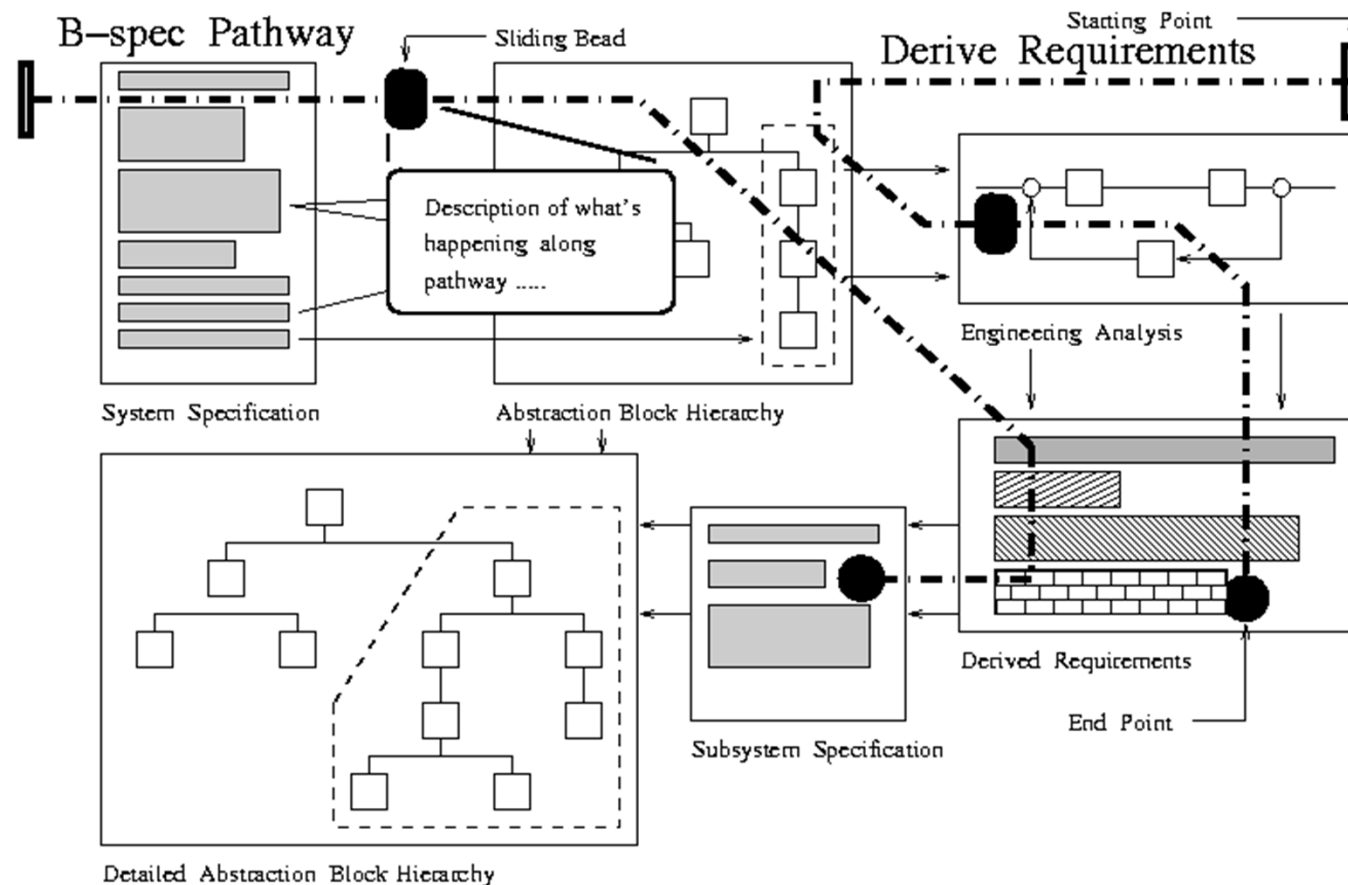 B–spec Pathway
Sliding Bead
Starting Point
Derive Requirements
Description of what's
happening along
pathway .....
System Specification
Abstraction Block Hierarchy
Engineering Analysis
Derived Requirements
End Point
Subsystem Specification
Detailed Abstraction Block Hierarchy